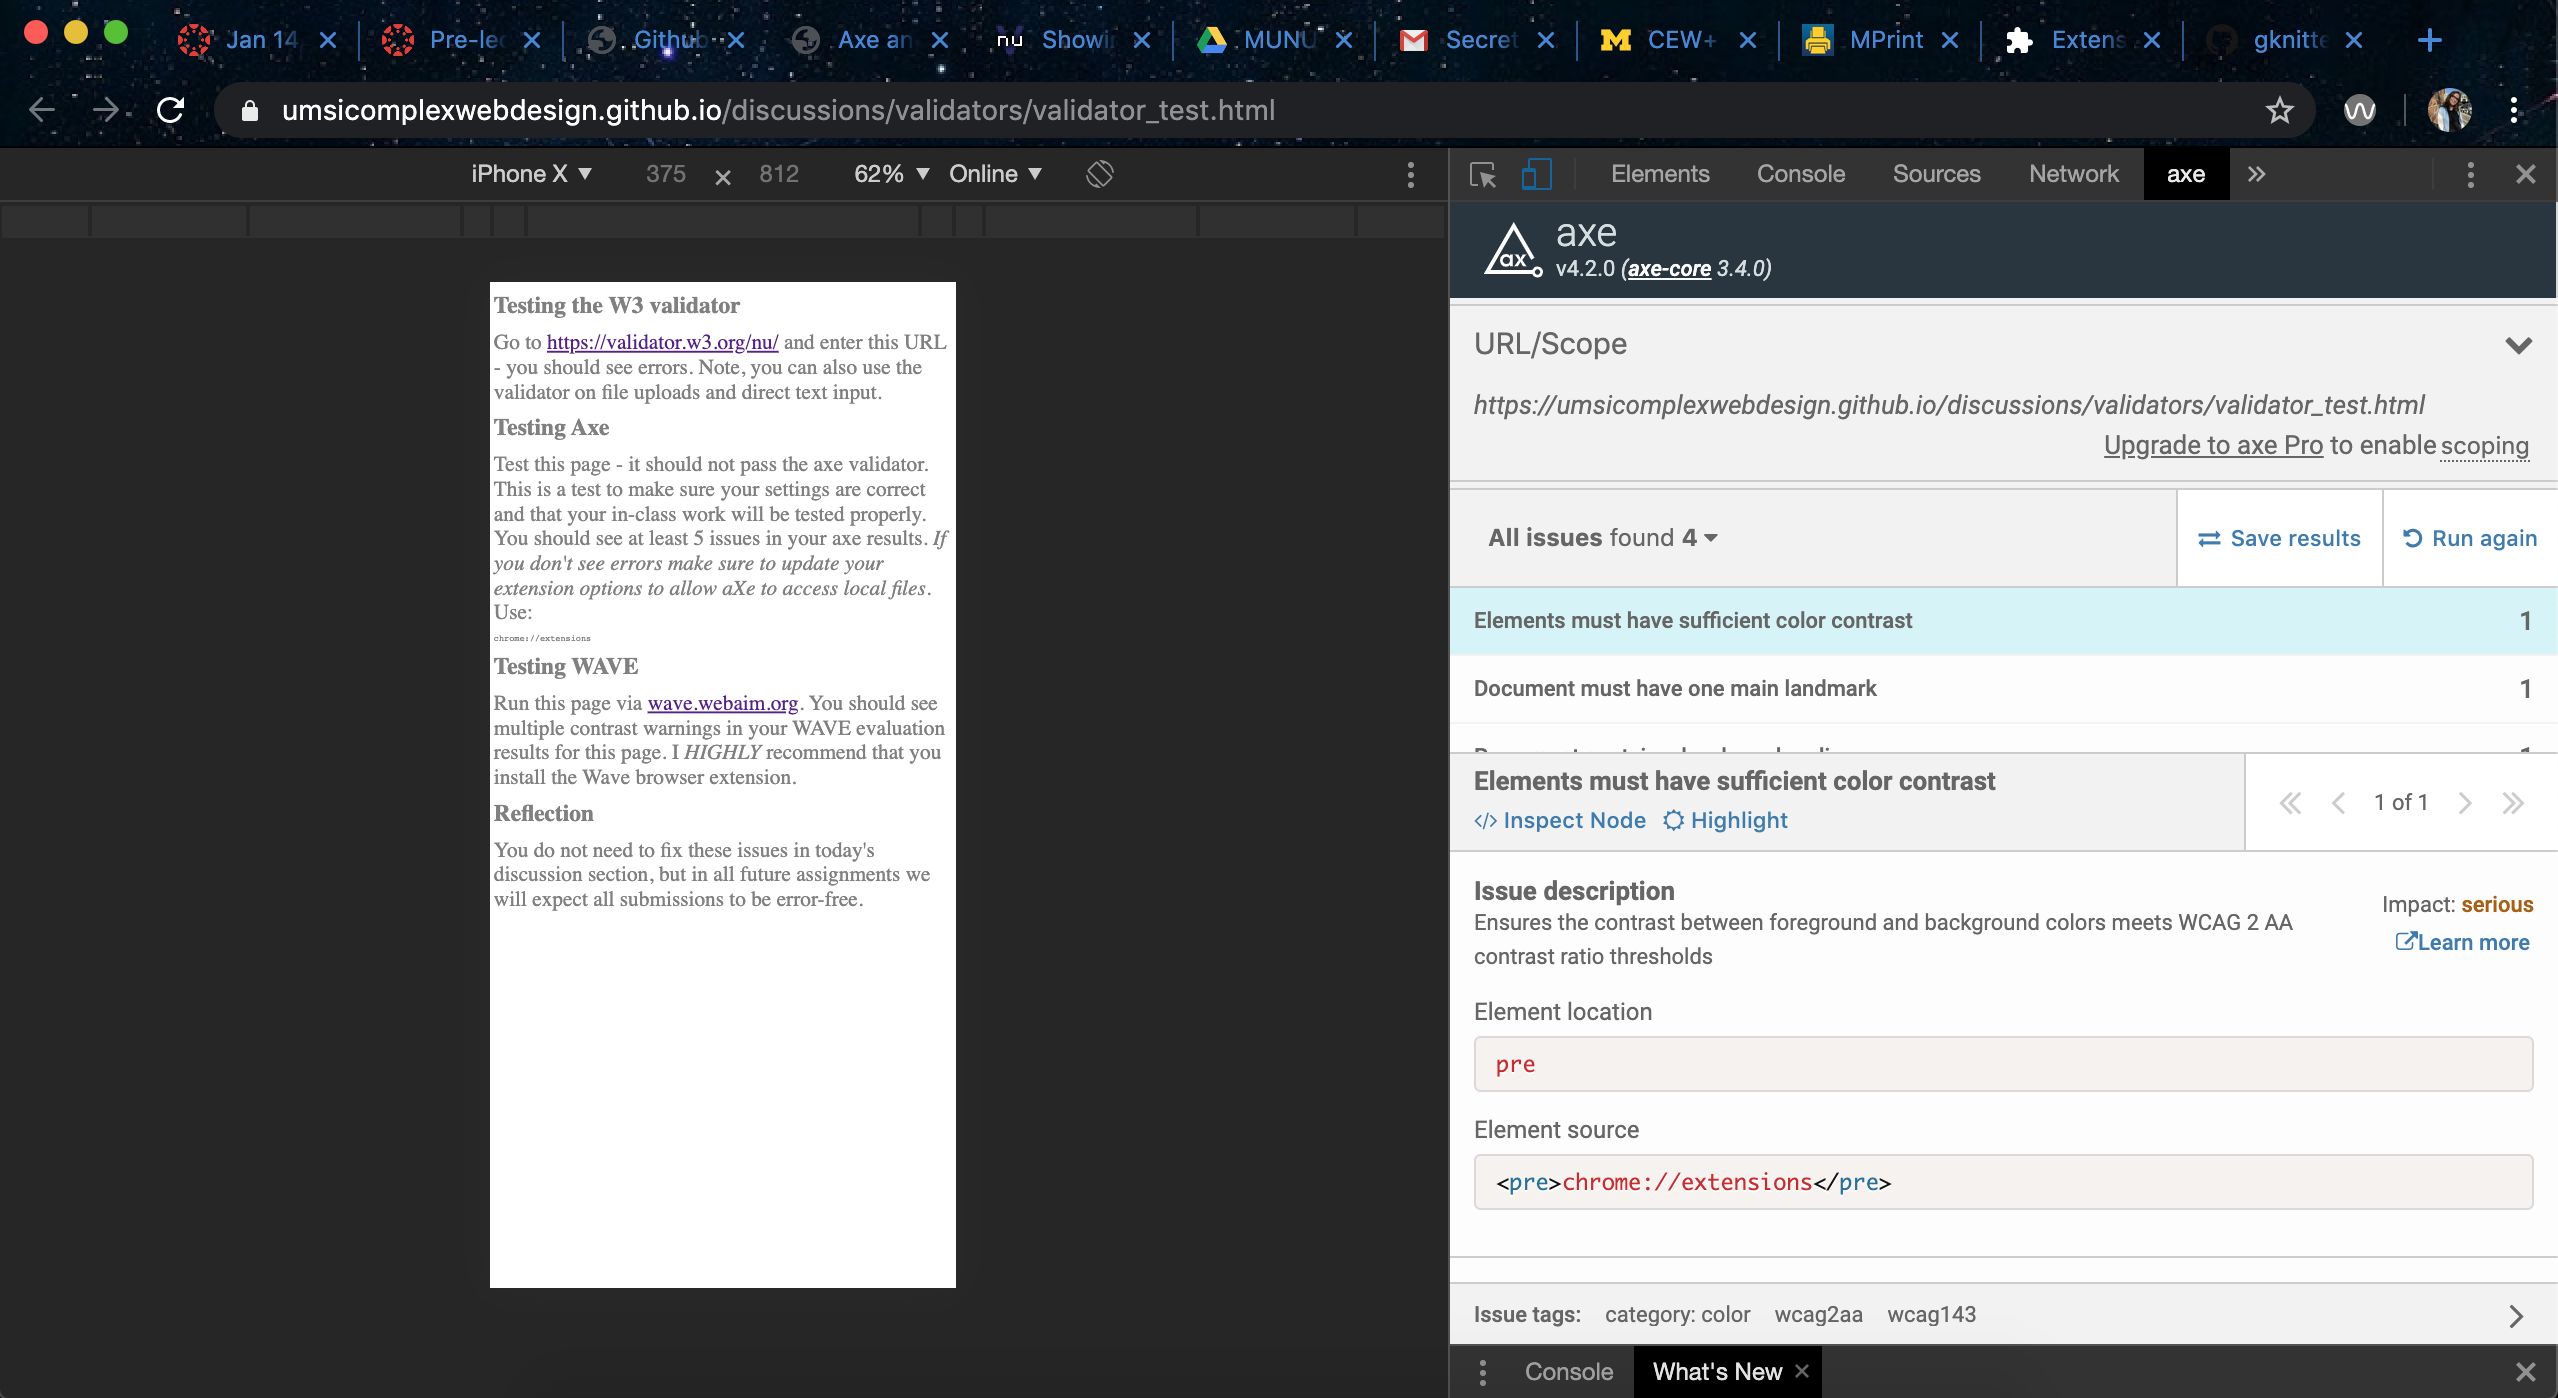 Jan 14
Pre-lec
Github
Axe an
nu Showin
MUNU
Secret
M CEW+
MPrint
Extens
gknitte
umsicomplexwebdesign.github.io/discussions/validators/validator_test.html
iPhone X 375 × 812 62% Online
Testing the W3 validator
Go to https://validator.w3.org/nu/ and enter this URL
- you should see errors. Note, you can also use the
validator on file uploads and direct text input.
Testing Axe
Test this page - it should not pass the axe validator.
This is a test to make sure your settings are correct
and that your in-class work will be tested properly.
You should see at least 5 issues in your axe results. If
you don't see errors make sure to update your
extension options to allow aXe to access local files.
Use:
chrome://extensions
Testing WAVE
Run this page via wave.webaim.org. You should see
multiple contrast warnings in your WAVE evaluation
results for this page. I HIGHLY recommend that you
install the Wave browser extension.
Reflection
You do not need to fix these issues in today's
discussion section, but in all future assignments we
will expect all submissions to be error-free.
Elements Console Sources Network axe »
ax
axe
v4.2.0 (axe-core 3.4.0)
URL/Scope
https://umsicomplexwebdesign.github.io/discussions/validators/validator_test.html
Upgrade to axe Pro to enable scoping
All issues found 4
Save results
Run again
Elements must have sufficient color contrast 1
Document must have one main landmark 1
Elements must have sufficient color contrast
</> Inspect Node Highlight
1 of 1
Issue description
Ensures the contrast between foreground and background colors meets WCAG 2 AA
contrast ratio thresholds
Impact: serious
Learn more
Element location
pre
Element source
<pre>chrome://extensions</pre>
Issue tags: category: color wcag2aa wcag143
Console What's New